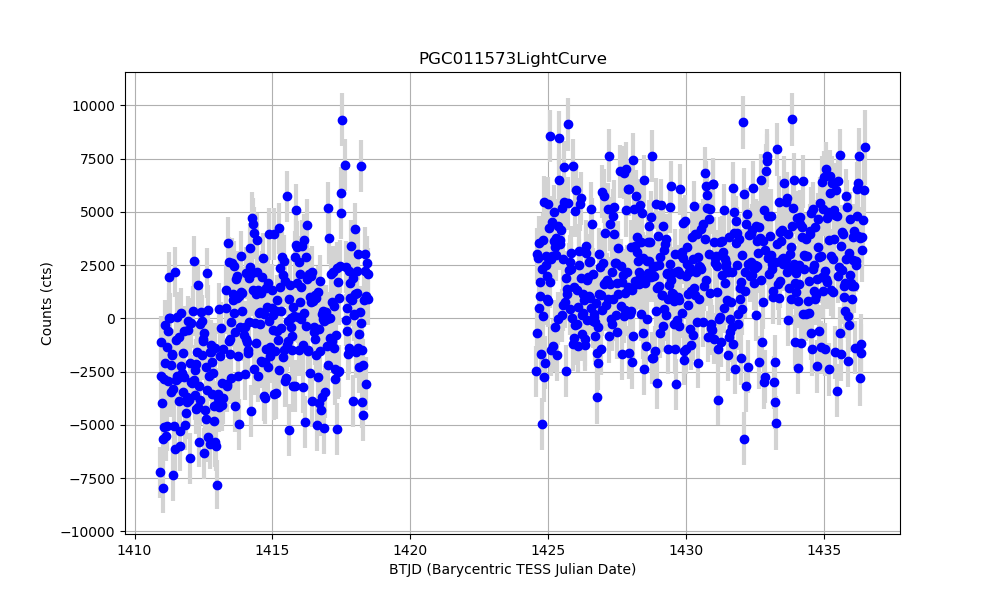 PGC011573LightCurve
10000
7500
5000
2500
0
−2500
−5000
−7500
−10000
Counts (cts)
1410 1415 1420 1425 1430 1435
BTJD (Barycentric TESS Julian Date)